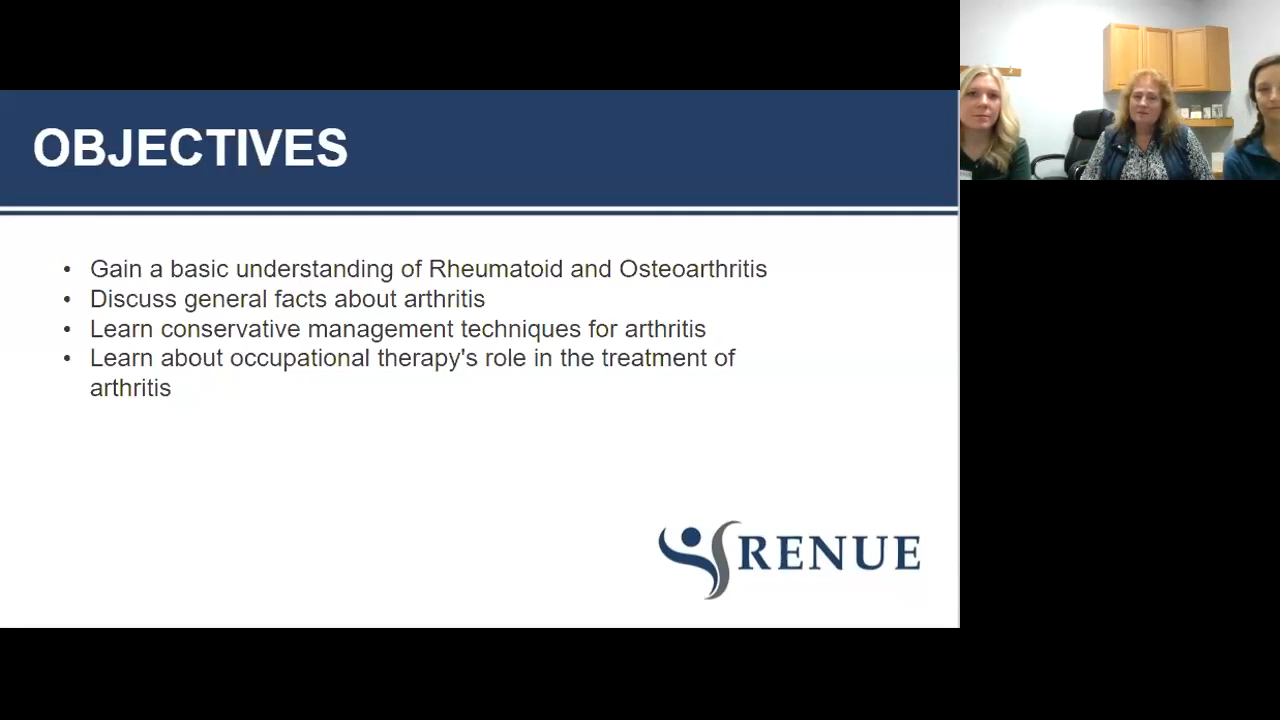 OBJECTIVES
• Gain a basic understanding of Rheumatoid and Osteoarthritis
• Discuss general facts about arthritis
• Learn conservative management techniques for arthritis
• Learn about occupational therapy's role in the treatment of
arthritis
RENUE